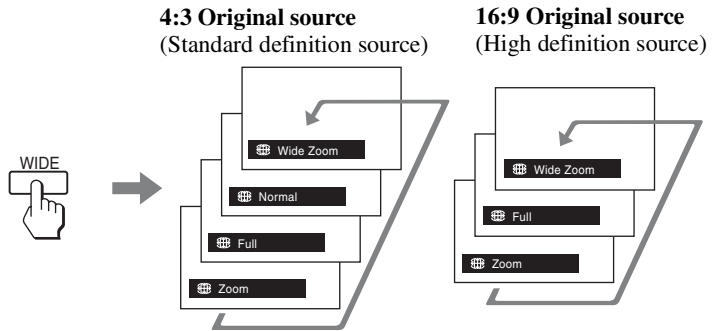 4:3 Original source
(Standard definition source)
16:9 Original source
(High definition source)
WIDE
Wide Zoom
Normal
Full
Zoom
Wide Zoom
Full
Zoom